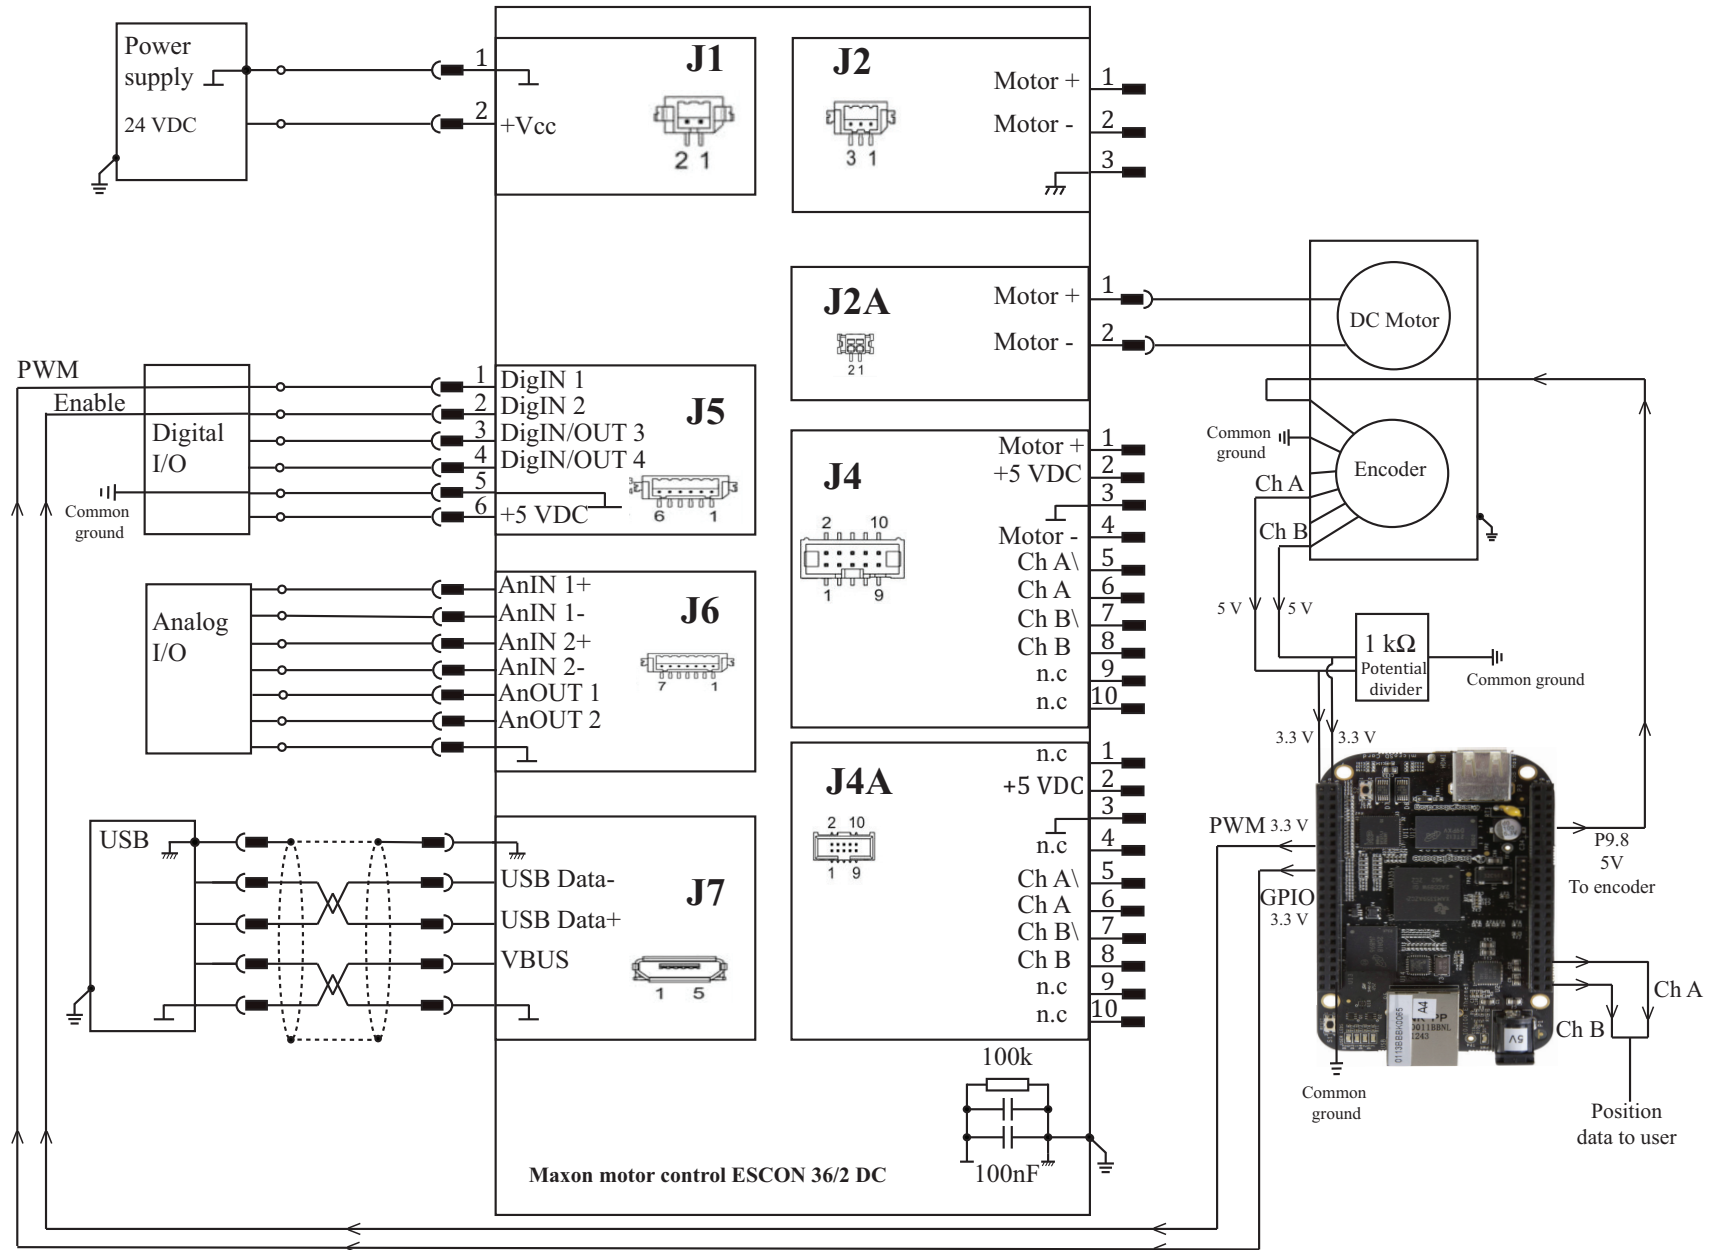 Power
supply
24 VDC
1
2
+Vcc
J1
2 1
J2
3 1
Motor +
1
Motor -
2
3
J2A
2 1
Motor +
1
Motor -
2
DC Motor
PWM
Enable
Digital
I/O
Common
ground
1
DigIN 1
2
DigIN 2
3
DigIN/OUT 3
4
DigIN/OUT 4
5
6
+5 VDC
J5
6 1
J4
2 10
1 9
Motor +
1
+5 VDC
2
3
Motor -
4
Ch A\
5
Ch A
6
Ch B\
7
Ch B
8
n.c
9
n.c
10
Common
ground
Encoder
Ch A
Ch B
5 V
5 V
1 kΩ
Potential
divider
Common ground
3.3 V
3.3 V
Analog
I/O
AnIN 1+
AnIN 1-
AnIN 2+
AnIN 2-
AnOUT 1
AnOUT 2
J6
7 1
J4A
2 10
1 9
n.c
1
+5 VDC
2
3
n.c
4
Ch A\
5
Ch A
6
Ch B\
7
Ch B
8
n.c
9
n.c
10
USB
USB Data-
USB Data+
VBUS
J7
1 5
PWM 3.3 V
GPIO
3.3 V
P9.8
5V
To encoder
Ch A
Ch B
A4
0113BBBK0065
5V
Common
ground
Position
data to user
100k
100nF
Maxon motor control ESCON 36/2 DC